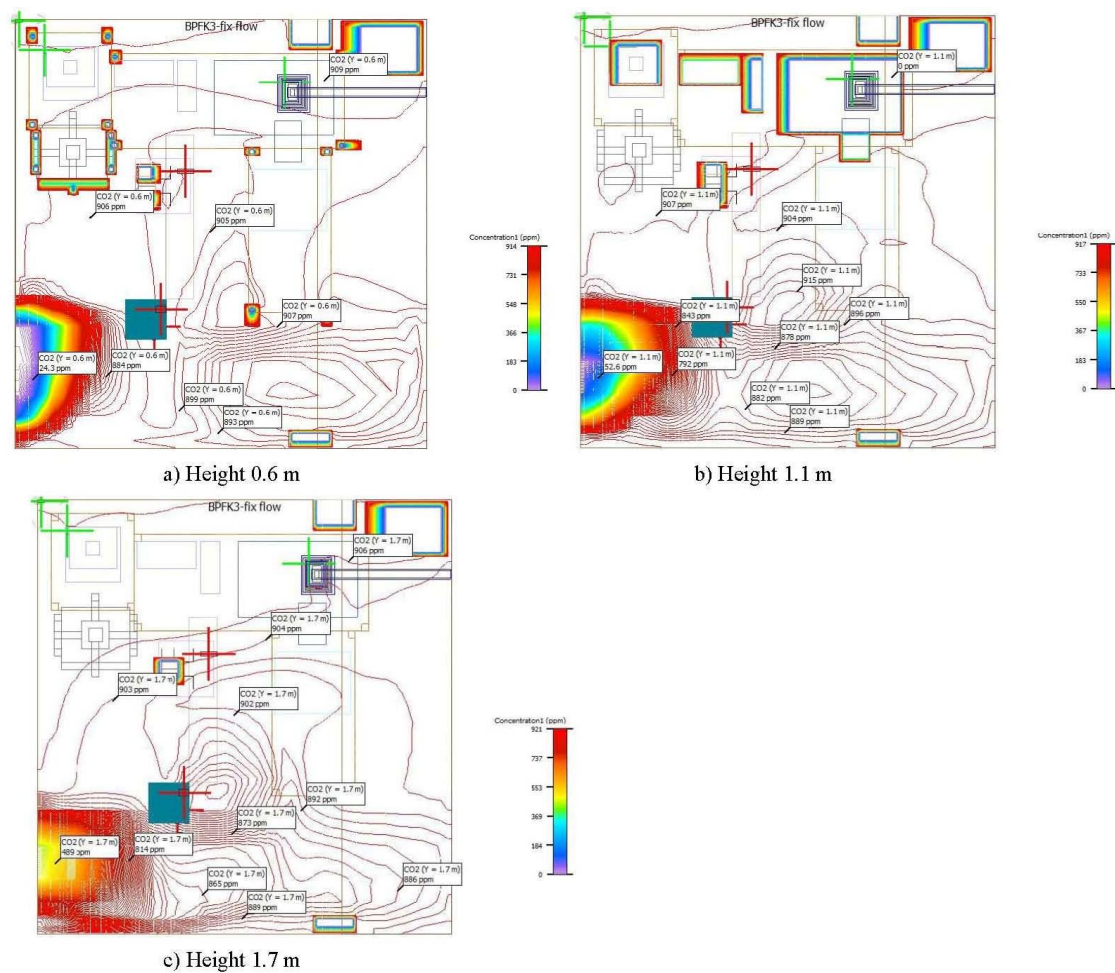 BPFK3-fix flow
CO2 (Y = 0.6 m)
909 ppm
CO2 (Y = 0.6 m)
906 ppm
CO2 (Y = 0.6 m)
905 ppm
CO2 (Y = 0.6 m)
907 ppm
CO2 (Y = 0.6 m)
24.3 ppm
CO2 (Y = 0.6 m)
884 ppm
CO2 (Y = 0.6 m)
899 ppm
CO2 (Y = 0.6 m)
893 ppm
Concentration1 (ppm)
914
731
548
366
183
0
a) Height 0.6 m
BPFK3-fix flow
CO2 (Y = 1.1 m)
0 ppm
CO2 (Y = 1.1 m)
907 ppm
CO2 (Y = 1.1 m)
904 ppm
CO2 (Y = 1.1 m)
915 ppm
CO2 (Y = 1.1 m)
843 ppm
CO2 (Y = 1.1 m)
896 ppm
CO2 (Y = 1.1 m)
878 ppm
CO2 (Y = 1.1 m)
52.6 ppm
CO2 (Y = 1.1 m)
792 ppm
CO2 (Y = 1.1 m)
882 ppm
CO2 (Y = 1.1 m)
889 ppm
Concentration1 (ppm)
917
733
550
366
183
0
b) Height 1.1 m
BPFK3-fix flow
CO2 (Y = 1.7 m)
906 ppm
CO2 (Y = 1.7 m)
904 ppm
CO2 (Y = 1.7 m)
903 ppm
CO2 (Y = 1.7 m)
902 ppm
CO2 (Y = 1.7 m)
892 ppm
CO2 (Y = 1.7 m)
873 ppm
CO2 (Y = 1.7 m)
489 ppm
CO2 (Y = 1.7 m)
814 ppm
CO2 (Y = 1.7 m)
865 ppm
CO2 (Y = 1.7 m)
886 ppm
CO2 (Y = 1.7 m)
889 ppm
Concentration1 (ppm)
921
737
553
369
184
0
c) Height 1.7 m